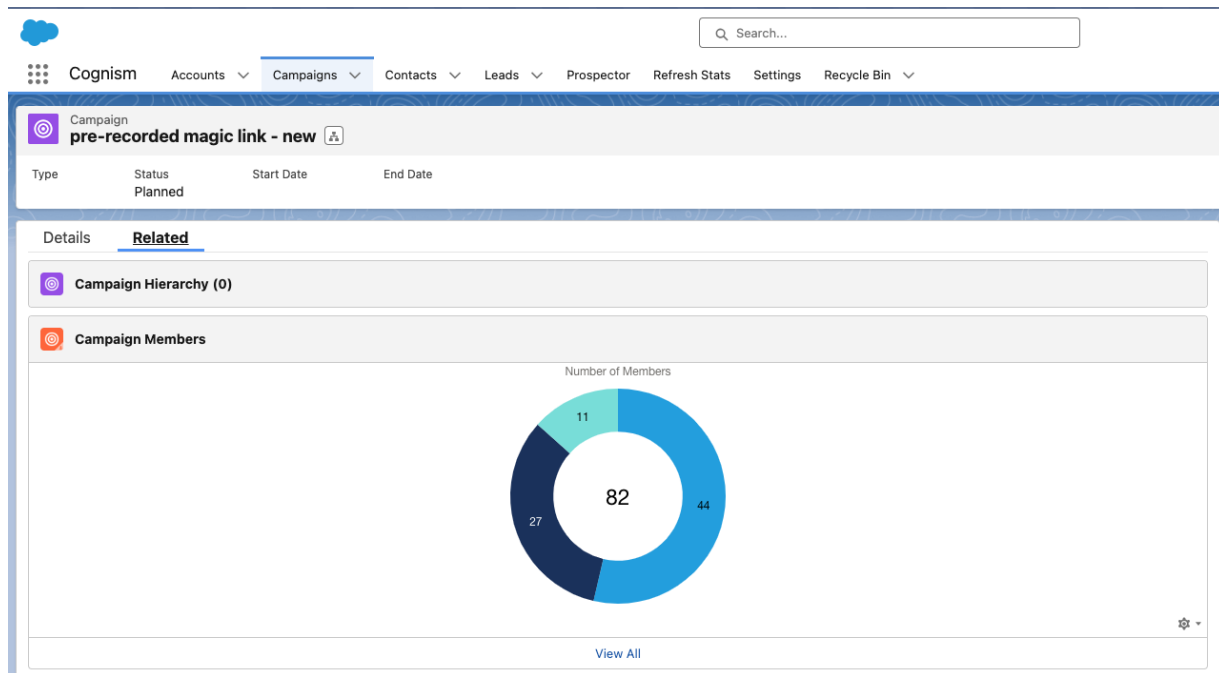 Search...
Cognism Accounts Campaigns Contacts Leads Prospector Refresh Stats Settings Recycle Bin
Campaign
pre-recorded magic link - new
Type Status Start Date End Date
Planned
Details Related
Campaign Hierarchy (0)
Campaign Members
Number of Members
11
82
44
27
View All